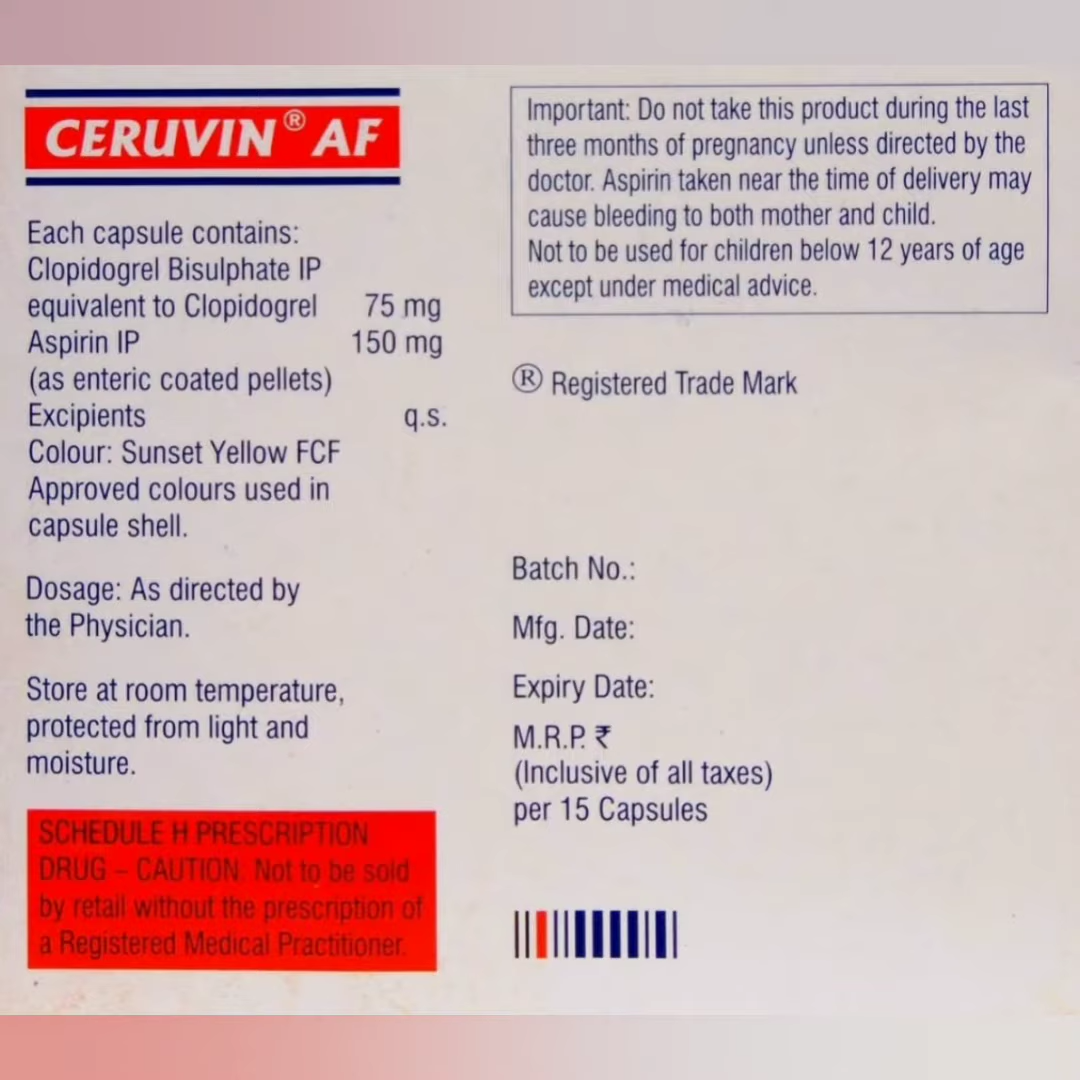 CERUVIN® AF
Each capsule contains:
Clopidogrel Bisulphate IP
equivalent to Clopidogrel 75 mg
Aspirin IP 150 mg
(as enteric coated pellets)
Excipients q.s.
Colour: Sunset Yellow FCF
Approved colours used in
capsule shell.
Dosage: As directed by
the Physician.
Store at room temperature,
protected from light and
moisture.
SCHEDULE H PRESCRIPTION
DRUG – CAUTION: Not to be sold
by retail without the prescription of
a Registered Medical Practitioner.
Important: Do not take this product during the last
three months of pregnancy unless directed by the
doctor. Aspirin taken near the time of delivery may
cause bleeding to both mother and child.
Not to be used for children below 12 years of age
except under medical advice.
® Registered Trade Mark
Batch No.:
Mfg. Date:
Expiry Date:
M.R.P. ₹
(Inclusive of all taxes)
per 15 Capsules